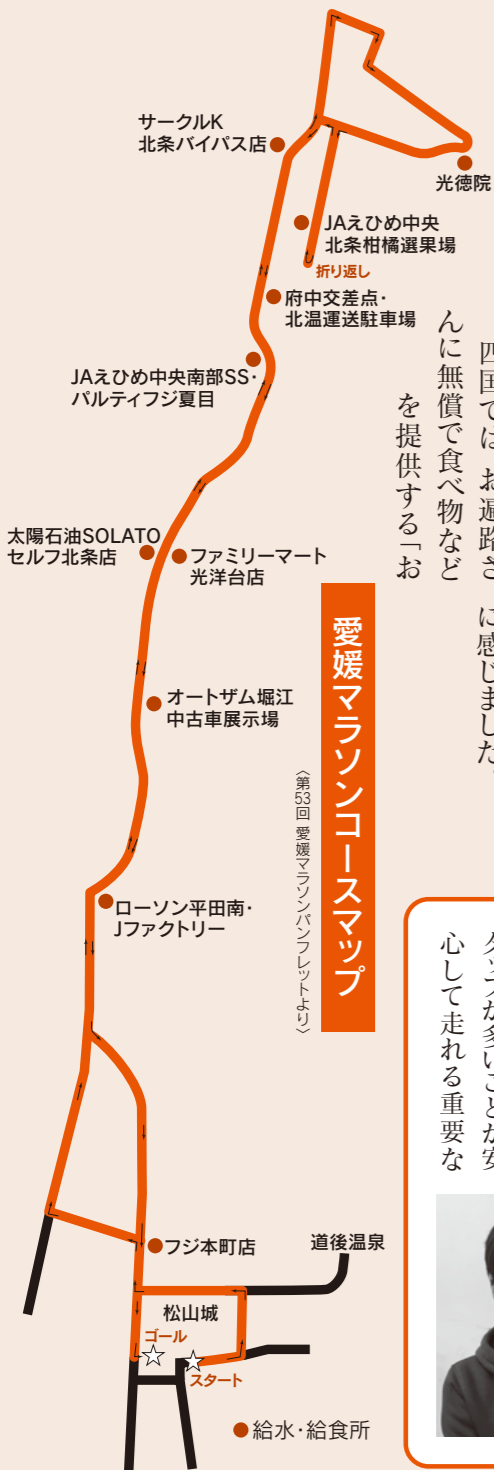 サークルK
北条バイパス店
光徳院
JAえひめ中央
北条柑橘選果場
折り返し
府中交差点・
北温運送駐車場
JAえひめ中央南部SS・
パルティフジ夏目
四国では、お遍路さ
んに無償で食べ物など
を提供する「お
に感じました。
太陽石油SOLATO
セルフ北条店
ファミリーマート
光洋台店
愛媛マラソンコースマップ
〈第53回 愛媛マラソンパンフレットより〉
オートザム堀江
中古車展示場
ローソン平田南・
Jファクトリー
タッフが多いことが、安
心して走れる重要な
フジ本町店
道後温泉
松山城
ゴール
スタート
給水・給食所